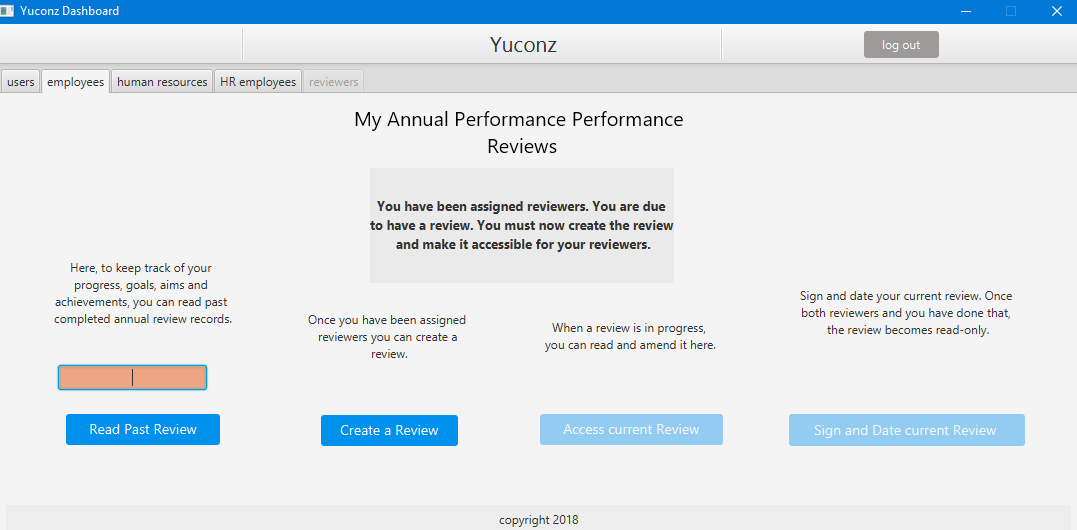 Yuconz Dashboard
Yuconz
log out
users
employees
human resources
HR employees
reviewers
My Annual Performance Performance
Reviews
You have been assigned reviewers. You are due
to have a review. You must now create the review
and make it accessible for your reviewers.
Here, to keep track of your
progress, goals, aims and
achievements, you can read past
completed annual review records.
Once you have been assigned
reviewers you can create a
review.
When a review is in progress,
you can read and amend it here.
Sign and date your current review. Once
both reviewers and you have done that,
the review becomes read-only.
Read Past Review
Create a Review
Access current Review
Sign and Date current Review
copyright 2018